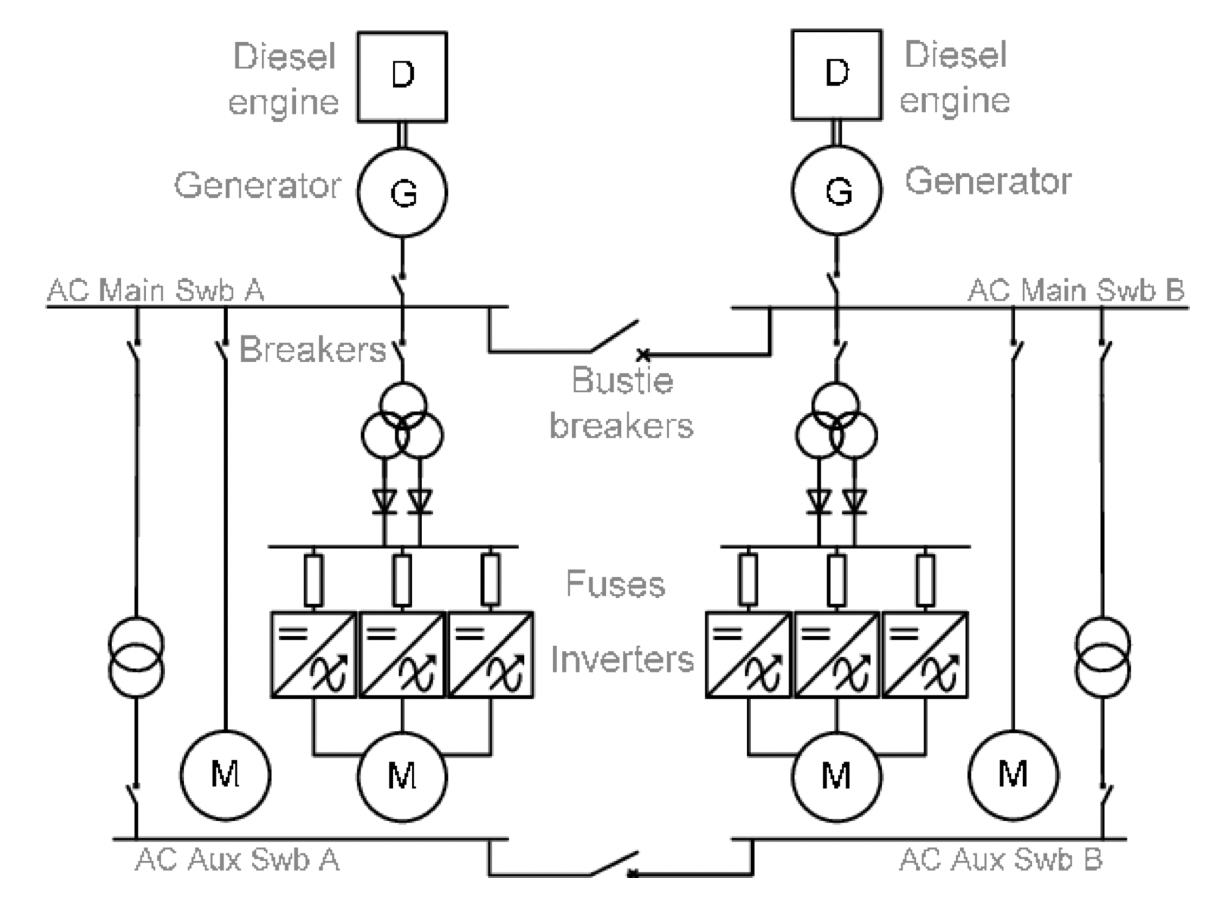 Diesel
engine
D
D
Diesel
engine
Generator
G
G
Generator
AC Main Swb A
AC Main Swb B
Breakers
Bustie
breakers
Fuses
Inverters
M
M
M
M
AC Aux Swb A
AC Aux Swb B